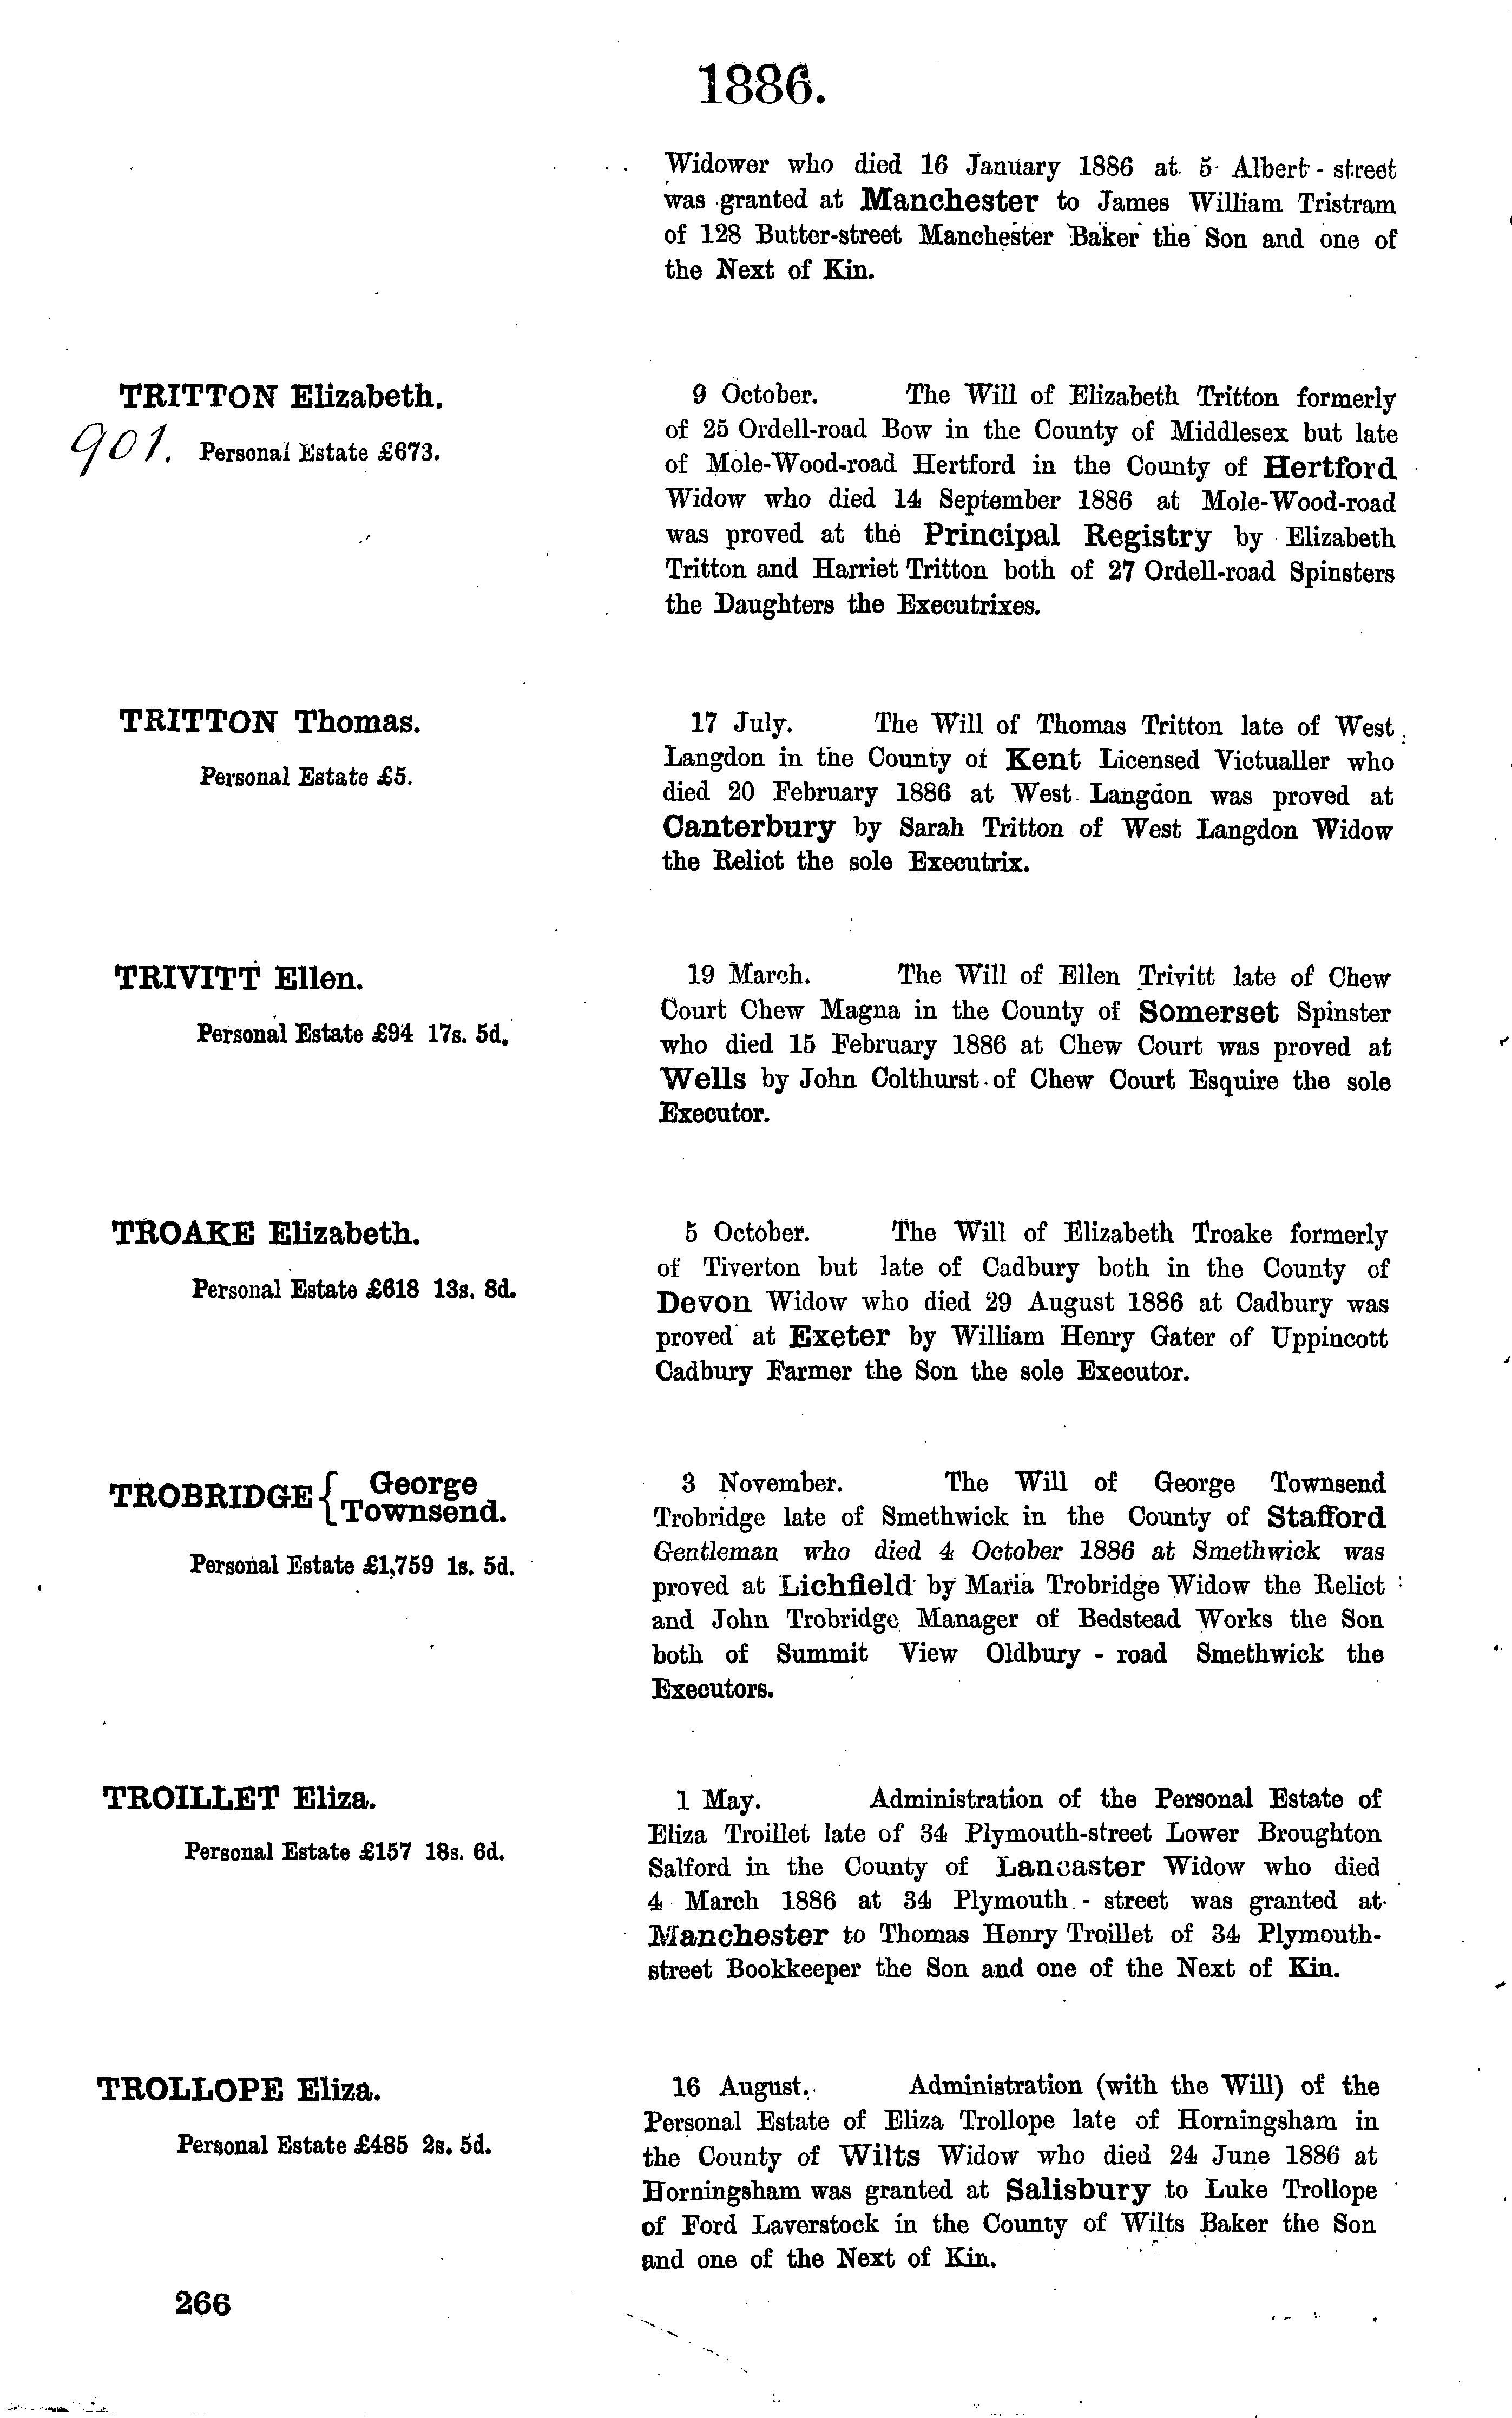 1886.
Widower who died 16 January 1886 at 5 Albert - street
was granted at Manchester to James William Tristram
of 128 Butter-street Manchester Baker the Son and one of
the Next of Kin.
TRITTON Elizabeth.
901. Personal Estate £673.
9 October. The Will of Elizabeth Tritton formerly
of 25 Ordell-road Bow in the County of Middlesex but late
of Mole-Wood-road Hertford in the County of Hertford
Widow who died 14 September 1886 at Mole-Wood-road
was proved at the Principal Registry by Elizabeth
Tritton and Harriet Tritton both of 27 Ordell-road Spinsters
the Daughters the Executrixes.
TRITTON Thomas.
Personal Estate £5.
17 July. The Will of Thomas Tritton late of West
Langdon in the County of Kent Licensed Victualler who
died 20 February 1886 at West Langdon was proved at
Canterbury by Sarah Tritton of West Langdon Widow
the Relict the sole Executrix.
TRIVITT Ellen.
Personal Estate £94 17s. 5d.
19 March. The Will of Ellen Trivitt late of Chew
Court Chew Magna in the County of Somerset Spinster
who died 15 February 1886 at Chew Court was proved at
Wells by John Colthurst of Chew Court Esquire the sole
Executor.
TROAKE Elizabeth.
Personal Estate £618 13s. 8d.
5 October. The Will of Elizabeth Troake formerly
of Tiverton but late of Cadbury both in the County of
Devon Widow who died 29 August 1886 at Cadbury was
proved at Exeter by William Henry Gater of Uppincott
Cadbury Farmer the Son the sole Executor.
TROBRIDGE { George
Townsend.
Personal Estate £1,759 1s. 5d.
3 November. The Will of George Townsend
Trobridge late of Smethwick in the County of Stafford
Gentleman who died 4 October 1886 at Smethwick was
proved at Lichfield by Maria Trobridge Widow the Relict
and John Trobridge Manager of Bedstead Works the Son
both of Summit View Oldbury - road Smethwick the
Executors.
TROILLET Eliza.
Personal Estate £157 18s. 6d.
1 May. Administration of the Personal Estate of
Eliza Troillet late of 34 Plymouth-street Lower Broughton
Salford in the County of Lancaster Widow who died
4 March 1886 at 34 Plymouth - street was granted at
Manchester to Thomas Henry Troillet of 34 Plymouth-
street Bookkeeper the Son and one of the Next of Kin.
TROLLOPE Eliza.
Personal Estate £485 2s. 5d.
16 August. Administration (with the Will) of the
Personal Estate of Eliza Trollope late of Horningsham in
the County of Wilts Widow who died 24 June 1886 at
Horningsham was granted at Salisbury to Luke Trollope
of Ford Laverstock in the County of Wilts Baker the Son
and one of the Next of Kin.
266